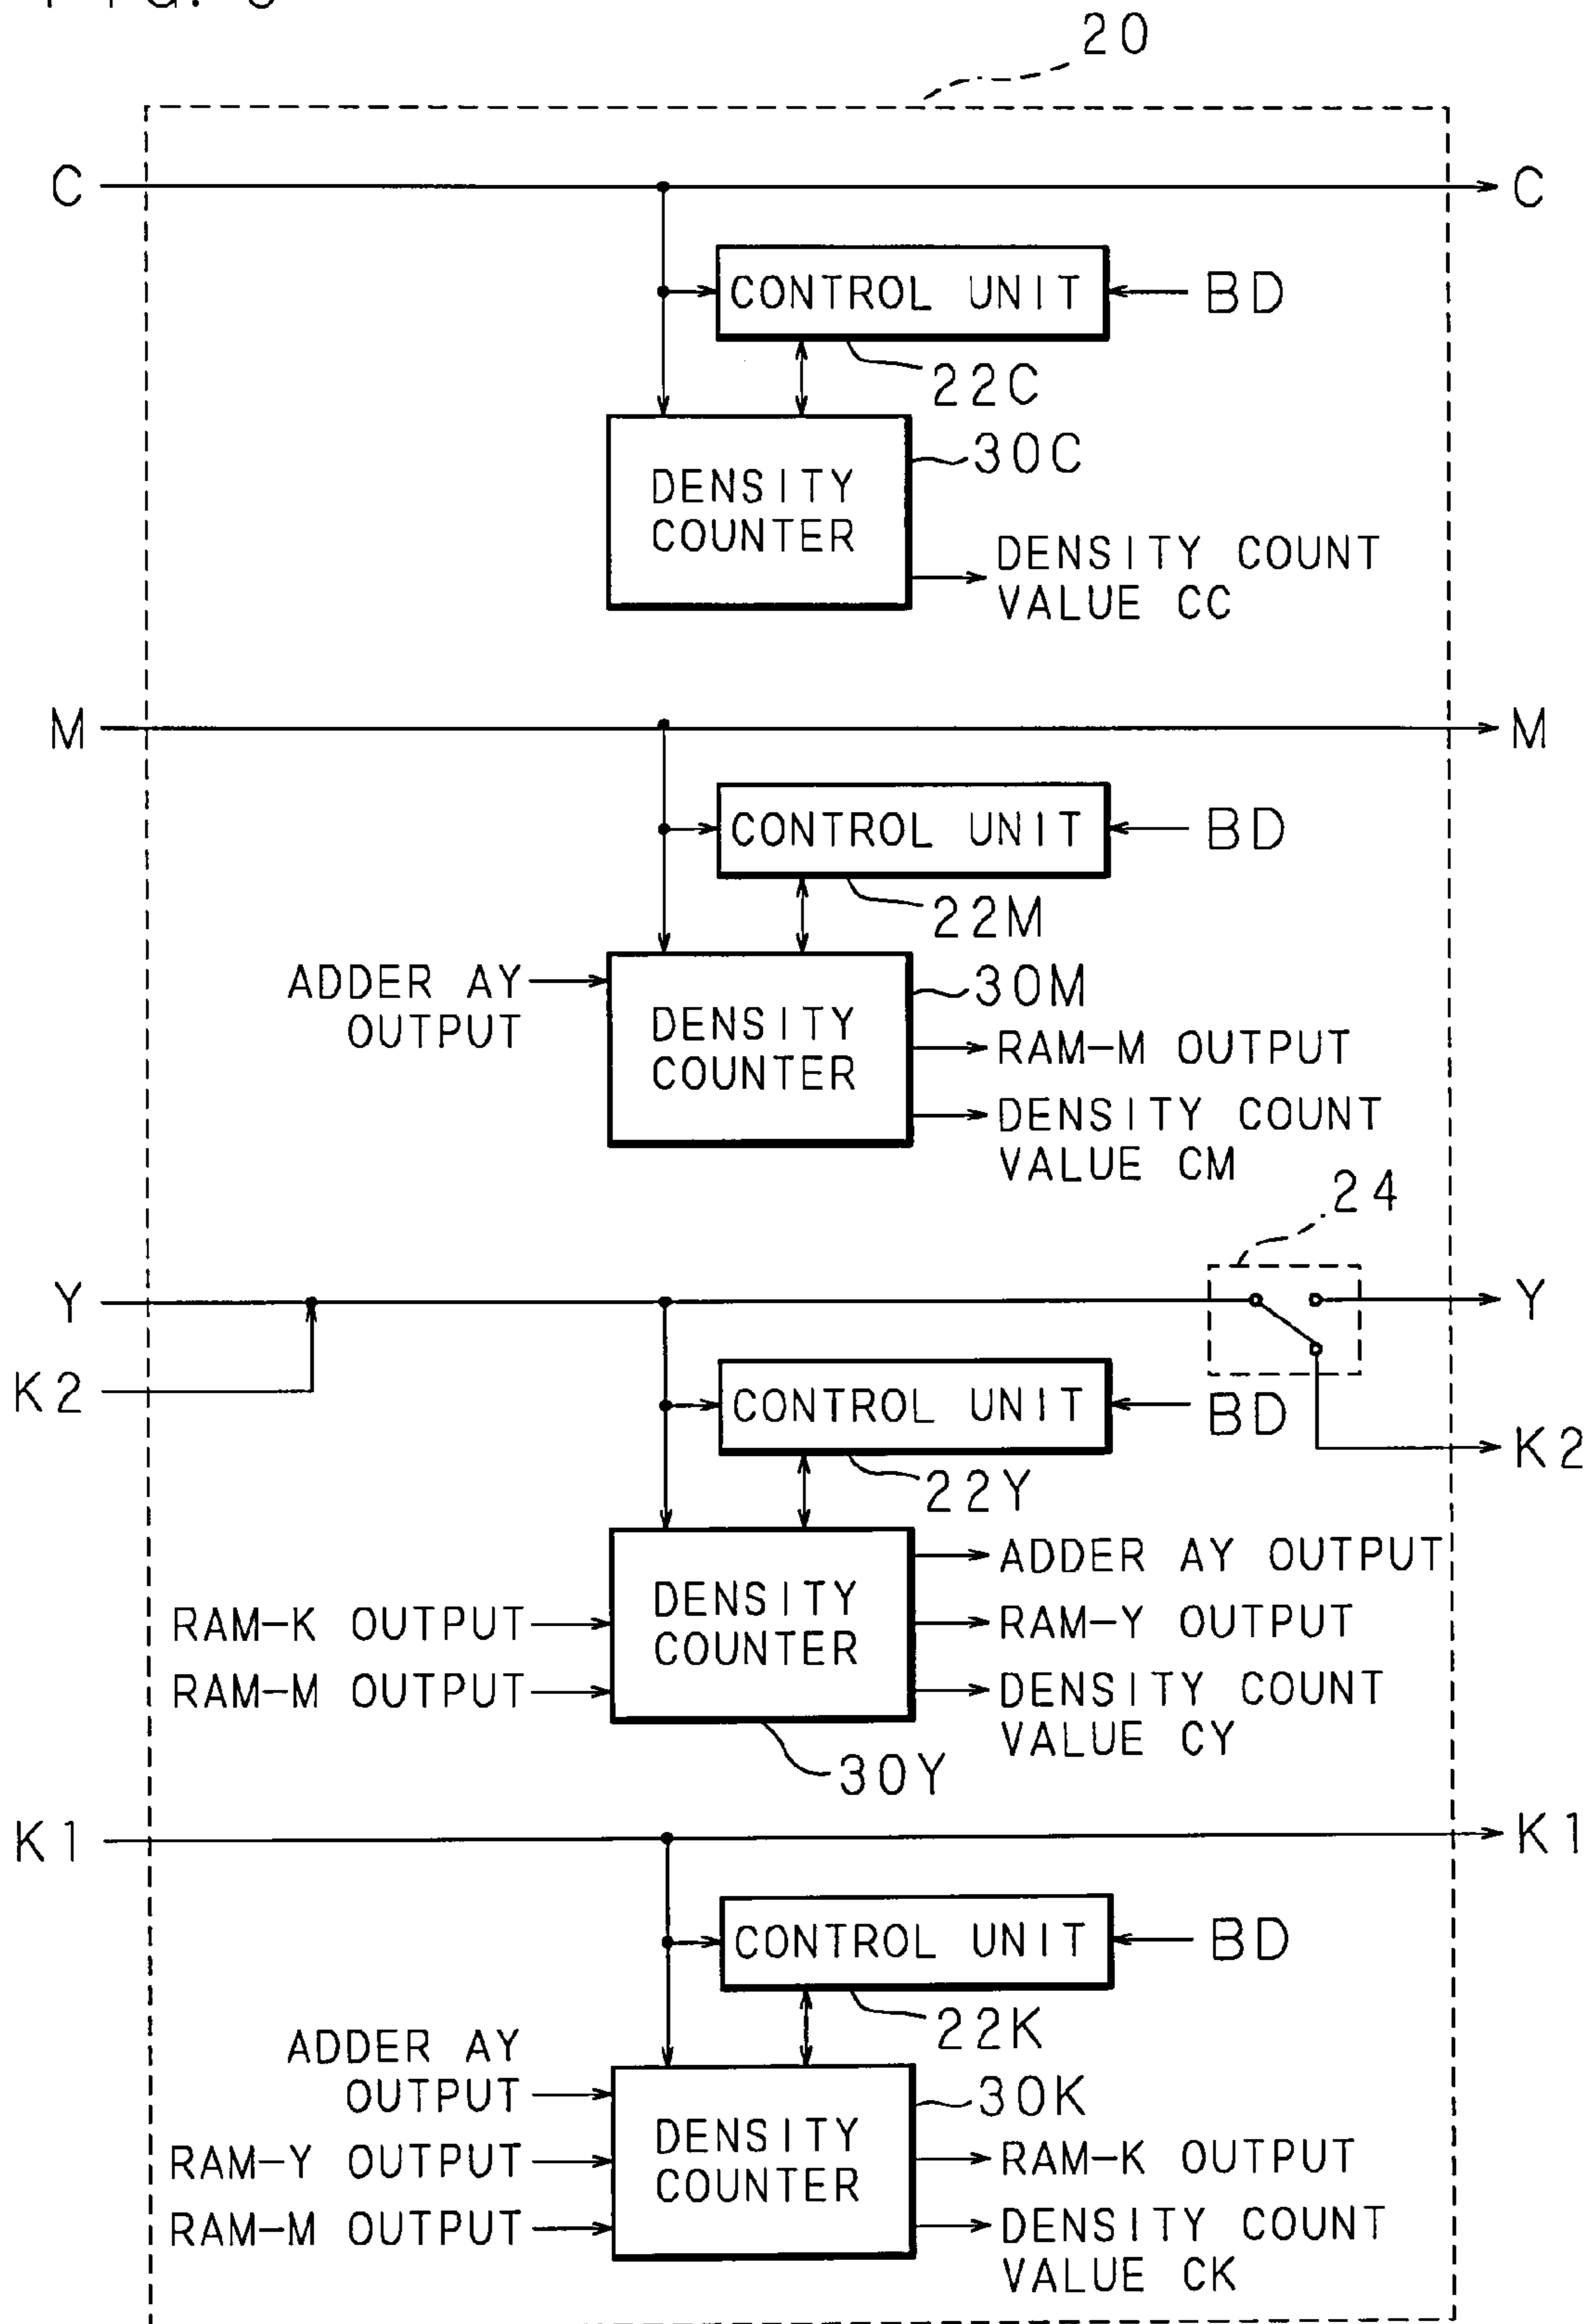 20
C
C
CONTROL UNIT
BD
22C
30C
DENSITY
COUNTER
DENSITY COUNT
VALUE CC
M
M
CONTROL UNIT
BD
22M
ADDER AY
OUTPUT
30M
DENSITY
COUNTER
RAM-M OUTPUT
DENSITY COUNT
VALUE CM
24
Y
Y
K2
CONTROL UNIT
BD
K2
22Y
ADDER AY OUTPUT
DENSITY
COUNTER
RAM-K OUTPUT
RAM-Y OUTPUT
RAM-M OUTPUT
DENSITY COUNT
VALUE CY
30Y
K1
K1
CONTROL UNIT
BD
22K
ADDER AY
OUTPUT
30K
DENSITY
COUNTER
RAM-Y OUTPUT
RAM-K OUTPUT
RAM-M OUTPUT
DENSITY COUNT
VALUE CK